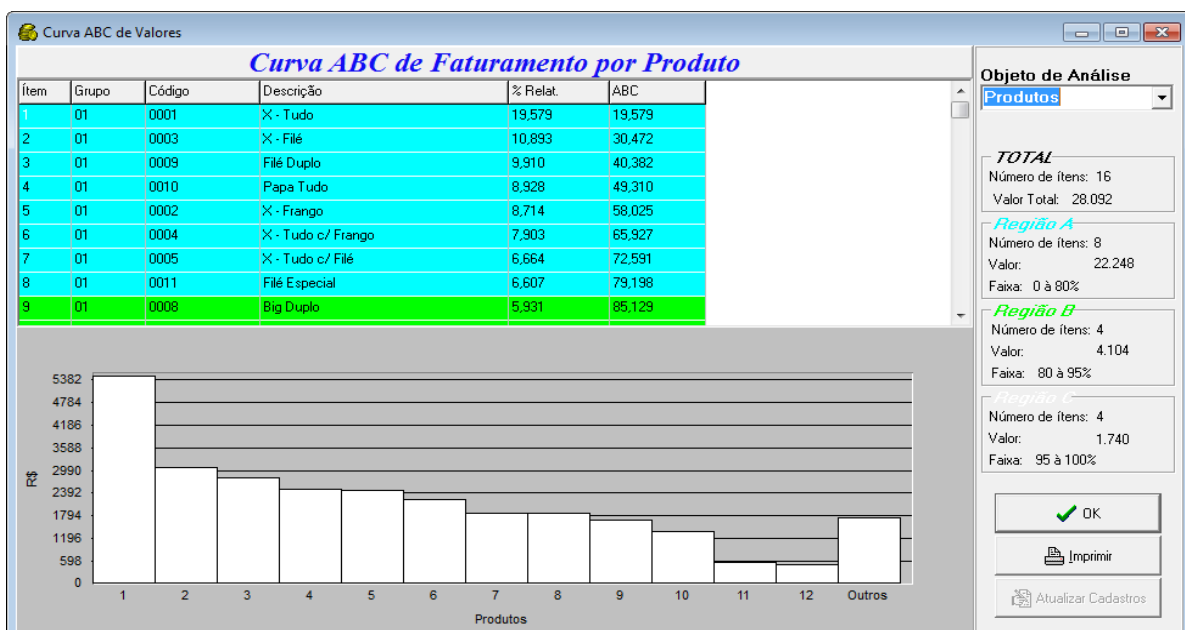 Curva ABC de Valores
Curva ABC de Faturamento por Produto
Ítem Grupo Código Descrição % Relat. ABC
1 01 0001 X - Tudo 19,579 19,579
2 01 0003 X - Filé 10,893 30,472
3 01 0009 Filé Duplo 9,910 40,382
4 01 0010 Papa Tudo 8,928 49,310
5 01 0002 X - Frango 8,714 58,025
6 01 0004 X - Tudo c/ Frango 7,903 65,927
7 01 0005 X - Tudo c/ Filé 6,664 72,591
8 01 0011 Filé Especial 6,607 79,198
9 01 0008 Big Duplo 5,931 85,129
5382
4784
4186
3588
2990
2392
1794
1196
598
0
R$
1 2 3 4 5 6 7 8 9 10 11 12 Outros
Produtos
Objeto de Análise
Produtos
TOTAL
Número de ítens: 16
Valor Total: 28.092
Região A
Número de ítens: 8
Valor: 22.248
Faixa: 0 à 80%
Região B
Número de ítens: 4
Valor: 4.104
Faixa: 80 à 95%
Região C
Número de ítens: 4
Valor: 1.740
Faixa: 95 à 100%
OK
Imprimir
Atualizar Cadastros